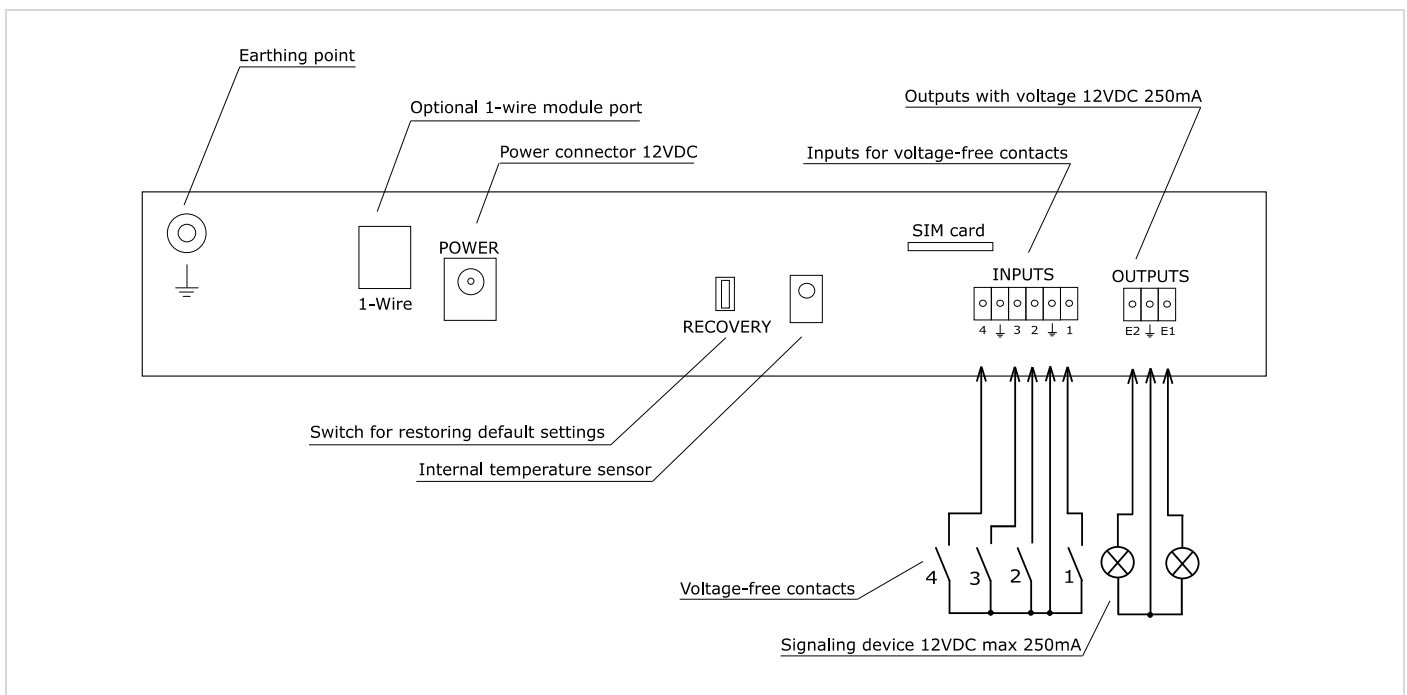 Earthing point
Optional 1-wire module port
Outputs with voltage 12VDC 250mA
Power connector 12VDC
Inputs for voltage-free contacts
SIM card
POWER
INPUTS
OUTPUTS
1-Wire
RECOVERY
4 ⏚ 3 2 ⏚ 1
E2 ⏚ E1
Switch for restoring default settings
Internal temperature sensor
4 3 2 1
Voltage-free contacts
Signaling device 12VDC max 250mA